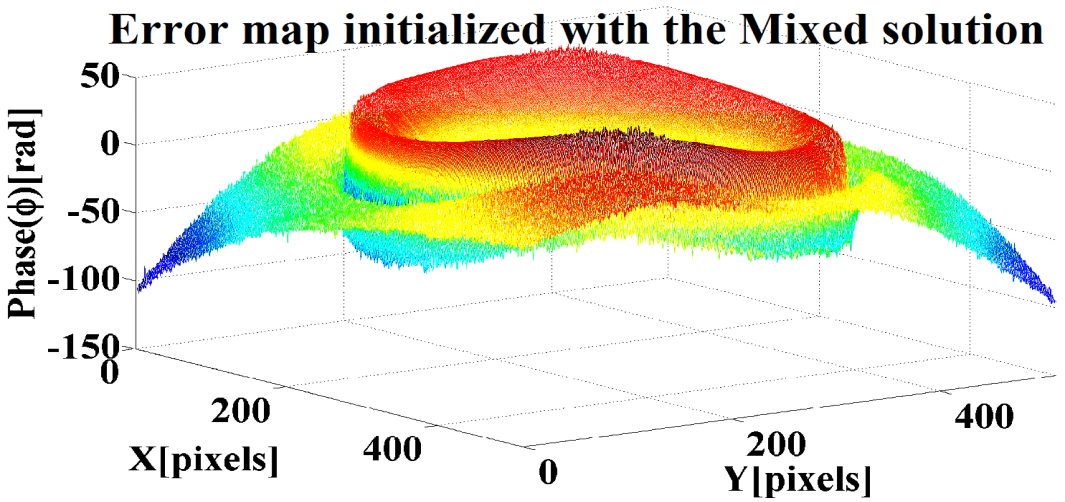 Error map initialized with the Mixed solution
50
0
-50
-100
-150
Phase(ϕ)[rad]
0
200
400
X[pixels]
0
200
400
Y[pixels]